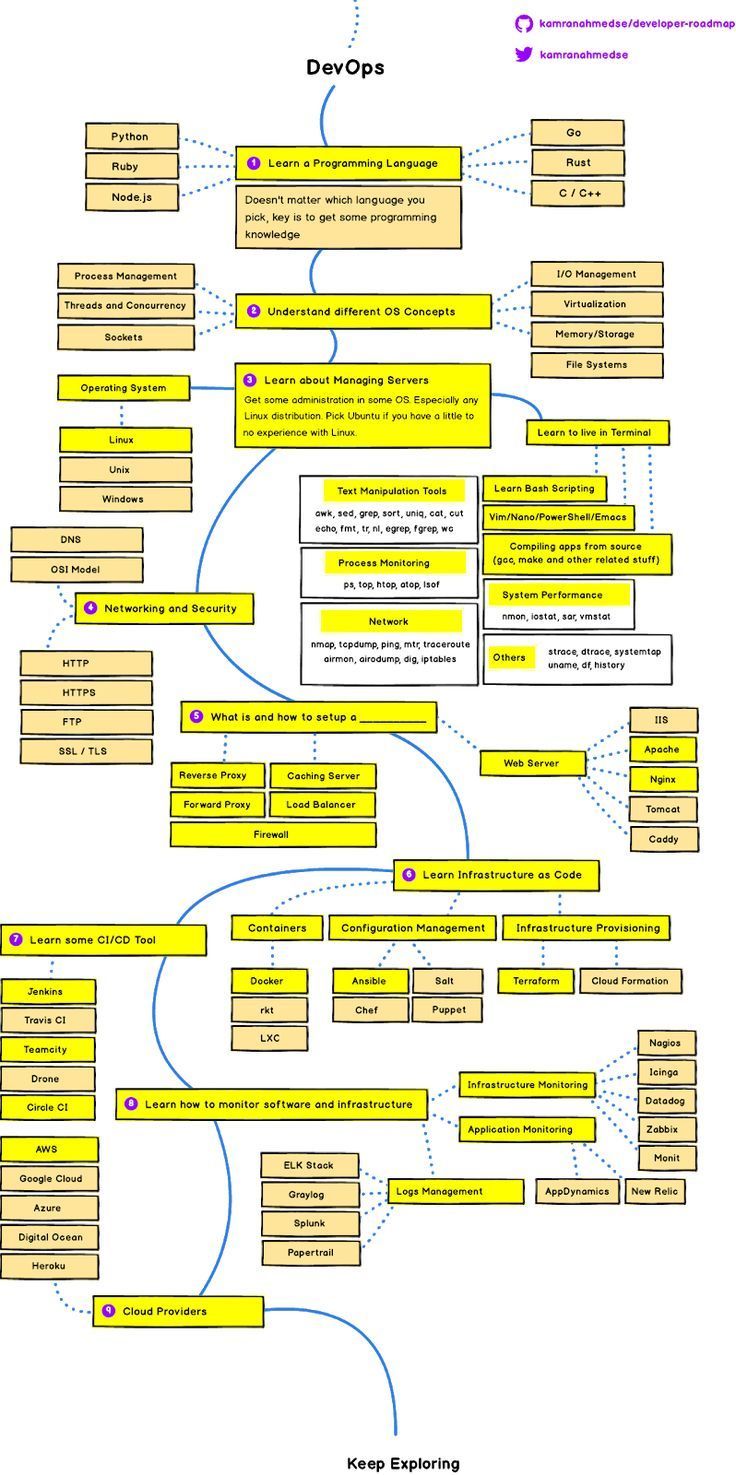 kamranahmedse/developer-roadmap
kamranahmedse
DevOps
Python
Ruby
Node.js
1 Learn a Programming Language
Doesn't matter which language you
pick, key is to get some programming
knowledge
Go
Rust
C / C++
Process Management
Threads and Concurrency
Sockets
2 Understand different OS Concepts
I/O Management
Virtualization
Memory/Storage
File Systems
3 Learn about Managing Servers
Get some administration in some OS. Especially any
Linux distribution. Pick Ubuntu if you have a little to
no experience with Linux.
Operating System
Linux
Unix
Windows
Learn to live in Terminal
Learn Bash Scripting
Vim/Nano/PowerShell/Emacs
Compiling apps from source
(gcc, make and other related stuff)
Text Manipulation Tools
awk, sed, grep, sort, uniq, cat, cut
echo, fmt, tr, nl, egrep, fgrep, wc
Process Monitoring
ps, top, htop, atop, lsof
Network
nmap, tcpdump, ping, mtr, traceroute
airmon, airodump, dig, iptables
System Performance
nmon, iostat, sar, vmstat
Others
strace, dtrace, systemtap
uname, df, history
DNS
OSI Model
4 Networking and Security
HTTP
HTTPS
FTP
SSL / TLS
5 What is and how to setup a ___________
Reverse Proxy
Caching Server
Forward Proxy
Load Balancer
Firewall
Web Server
IIS
Apache
Nginx
Tomcat
Caddy
6 Learn Infrastructure as Code
Containers
Docker
rkt
LXC
Configuration Management
Ansible
Salt
Chef
Puppet
Infrastructure Provisioning
Terraform
Cloud Formation
7 Learn some CI/CD Tool
Jenkins
Travis CI
Teamcity
Drone
Circle CI
8 Learn how to monitor software and infrastructure
Infrastructure Monitoring
Nagios
Icinga
Datadog
Zabbix
Monit
Application Monitoring
AppDynamics
New Relic
Logs Management
ELK Stack
Graylog
Splunk
Papertrail
AWS
Google Cloud
Azure
Digital Ocean
Heroku
9 Cloud Providers
Keep Exploring